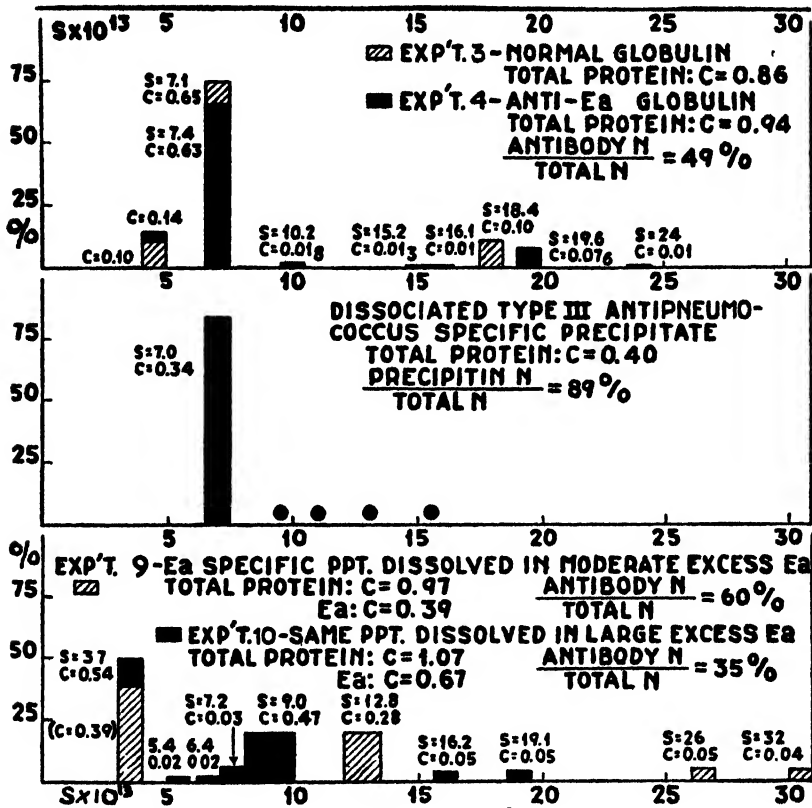 S×10¹³ 5 10 15 20 25 30
▨ EXP'T. 3-NORMAL GLOBULIN
TOTAL PROTEIN: C=0.86
■ EXP'T. 4-ANTI-Ea GLOBULIN
TOTAL PROTEIN: C=0.94
ANTIBODY N
TOTAL N
=49%
75
50
25
%
S=7.1
C=0.65
S=7.4
C=0.63
C=0.14
C=0.10
S=10.2
C=0.01₈
S=15.2
C=0.01₃
S=16.1
C=0.01
S=18.4
C=0.10
S=19.6
C=0.07₆
S=24
C=0.01
5 10 15 20 25 30
DISSOCIATED TYPE III ANTIPNEUMO-
COCCUS SPECIFIC PRECIPITATE
TOTAL PROTEIN: C=0.40
PRECIPITIN N
TOTAL N
=89%
75
50
25
S=7.0
C=0.34
5 10 15 20 25 30
%
EXP'T. 9-Ea SPECIFIC PPT. DISSOLVED IN MODERATE EXCESS Ea
TOTAL PROTEIN: C=0.97
Ea: C=0.39
ANTIBODY N
TOTAL N
=60%
■ EXP'T.10-SAME PPT. DISSOLVED IN LARGE EXCESS Ea
TOTAL PROTEIN: C=1.07
Ea: C=0.67
ANTIBODY N
TOTAL N
=35%
75
50
25
S=3.7
C=0.54
(C=0.39)
5.4
0.02
6.4
0.02
S=7.2
C=0.03
S=9.0
C=0.47
S=12.8
C=0.28
S=16.2
C=0.05
S=19.1
C=0.05
S=26
C=0.05
S=32
C=0.04
S×10¹³ 5 10 15 20 25 30